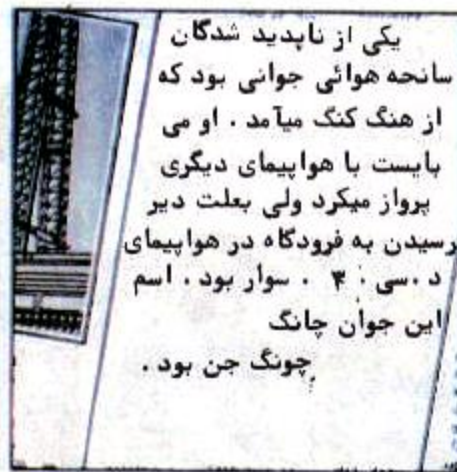 یکی از ناپدید شدگان
سانحه هوائی جوانی بود که
از هنگ کنگ میآمد . او می
بایست با هواپیمای دیگری
پرواز میکرد ولی بعلت دیر
رسیدن به فرودگاه در هواپیمای
د .سی . ۳ . سوار بود . اسم
این جوان چانگ
چونگ جن بود .